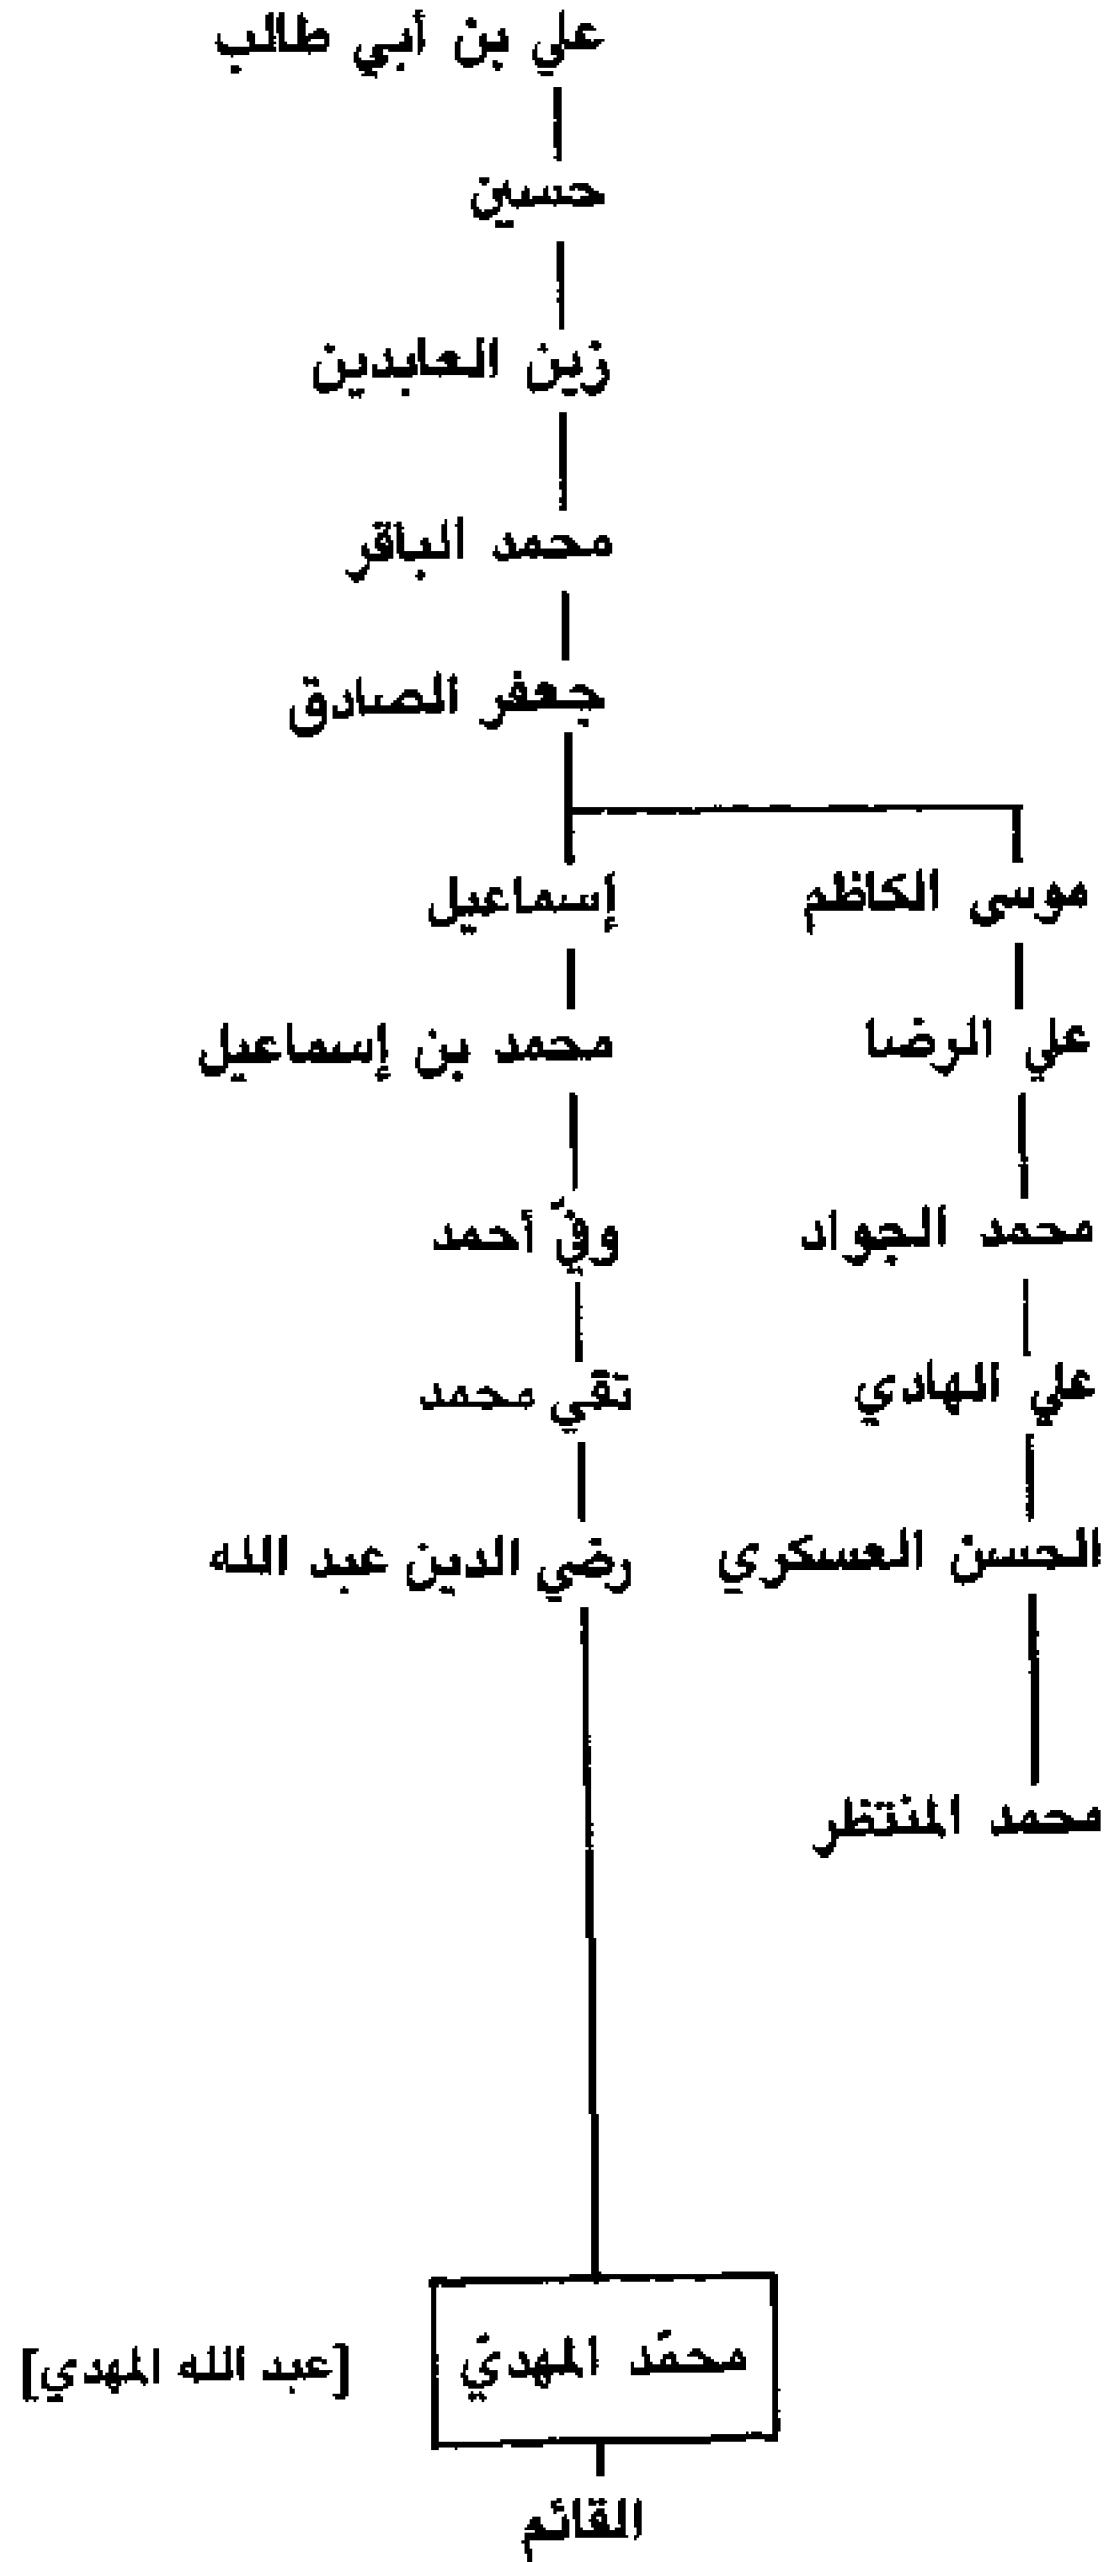 علي بن أبي طالب
حسين
زين العابدين
محمد الباقر
جعفر الصادق
موسى الكاظم إسماعيل
علي الرضا محمد بن إسماعيل
محمد الجواد وفيّ أحمد
علي الهادي تقي محمد
الحسن العسكري رضي الدين عبد الله
محمد المنتظر
محمّد المهديّ [عبد الله المهدي]
القائم